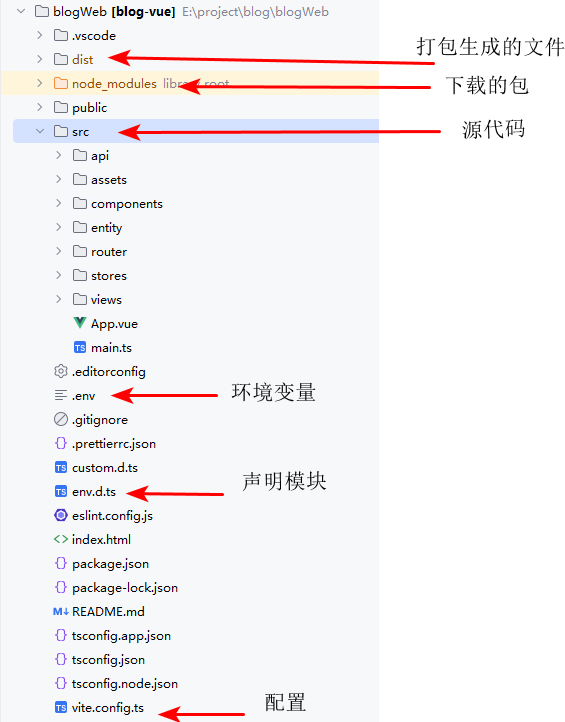 blogWeb [blog-vue] E:\project\blog\blogWeb
.vscode
dist 打包生成的文件
node_modules library root 下载的包
public
src 源代码
api
assets
components
entity
router
stores
views
App.vue
TS main.ts
.editorconfig
.env 环境变量
.gitignore
{} .prettierrc.json
TS custom.d.ts
TS env.d.ts 声明模块
eslint.config.js
<> index.html
{} package.json
{} package-lock.json
M↓ README.md
{} tsconfig.app.json
{} tsconfig.json
{} tsconfig.node.json
TS vite.config.ts 配置